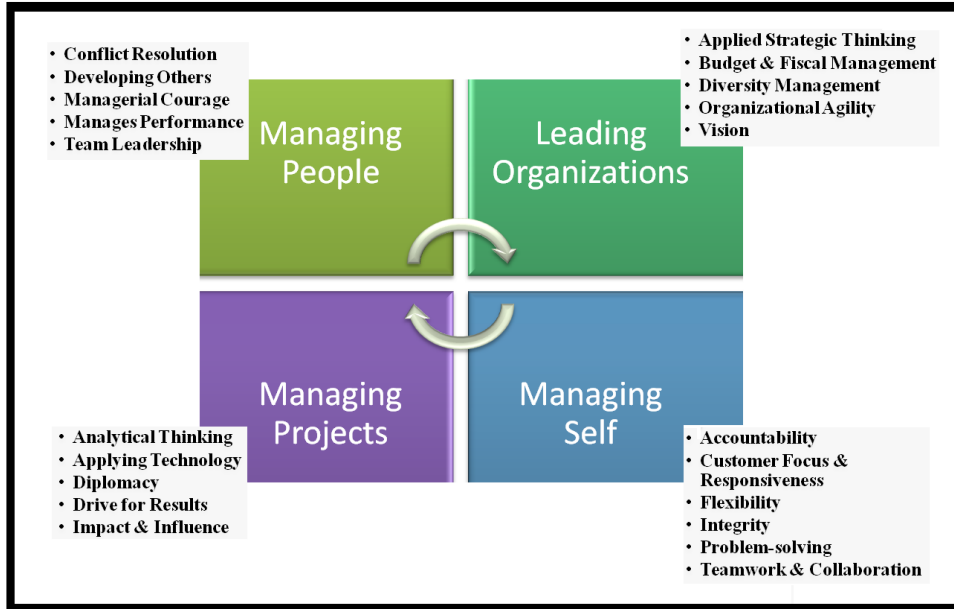 • Conflict Resolution
• Developing Others
• Managerial Courage
• Manages Performance
• Team Leadership
Managing
People
• Applied Strategic Thinking
• Budget & Fiscal Management
• Diversity Management
• Organizational Agility
• Vision
Leading
Organizations
Managing
Projects
• Analytical Thinking
• Applying Technology
• Diplomacy
• Drive for Results
• Impact & Influence
Managing
Self
• Accountability
• Customer Focus &
Responsiveness
• Flexibility
• Integrity
• Problem-solving
• Teamwork & Collaboration